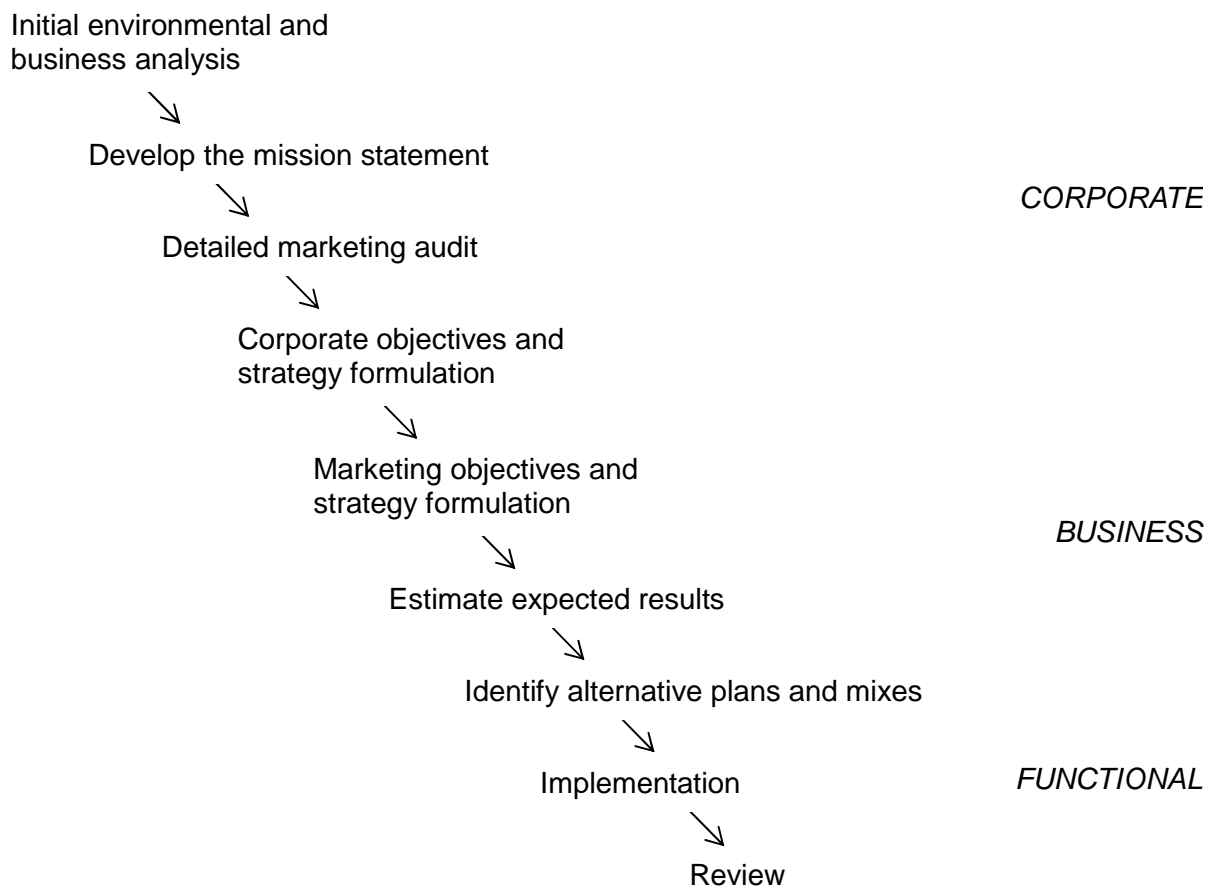 Initial environmental and
business analysis
Develop the mission statement
CORPORATE
Detailed marketing audit
Corporate objectives and
strategy formulation
Marketing objectives and
strategy formulation
BUSINESS
Estimate expected results
Identify alternative plans and mixes
Implementation
FUNCTIONAL
Review